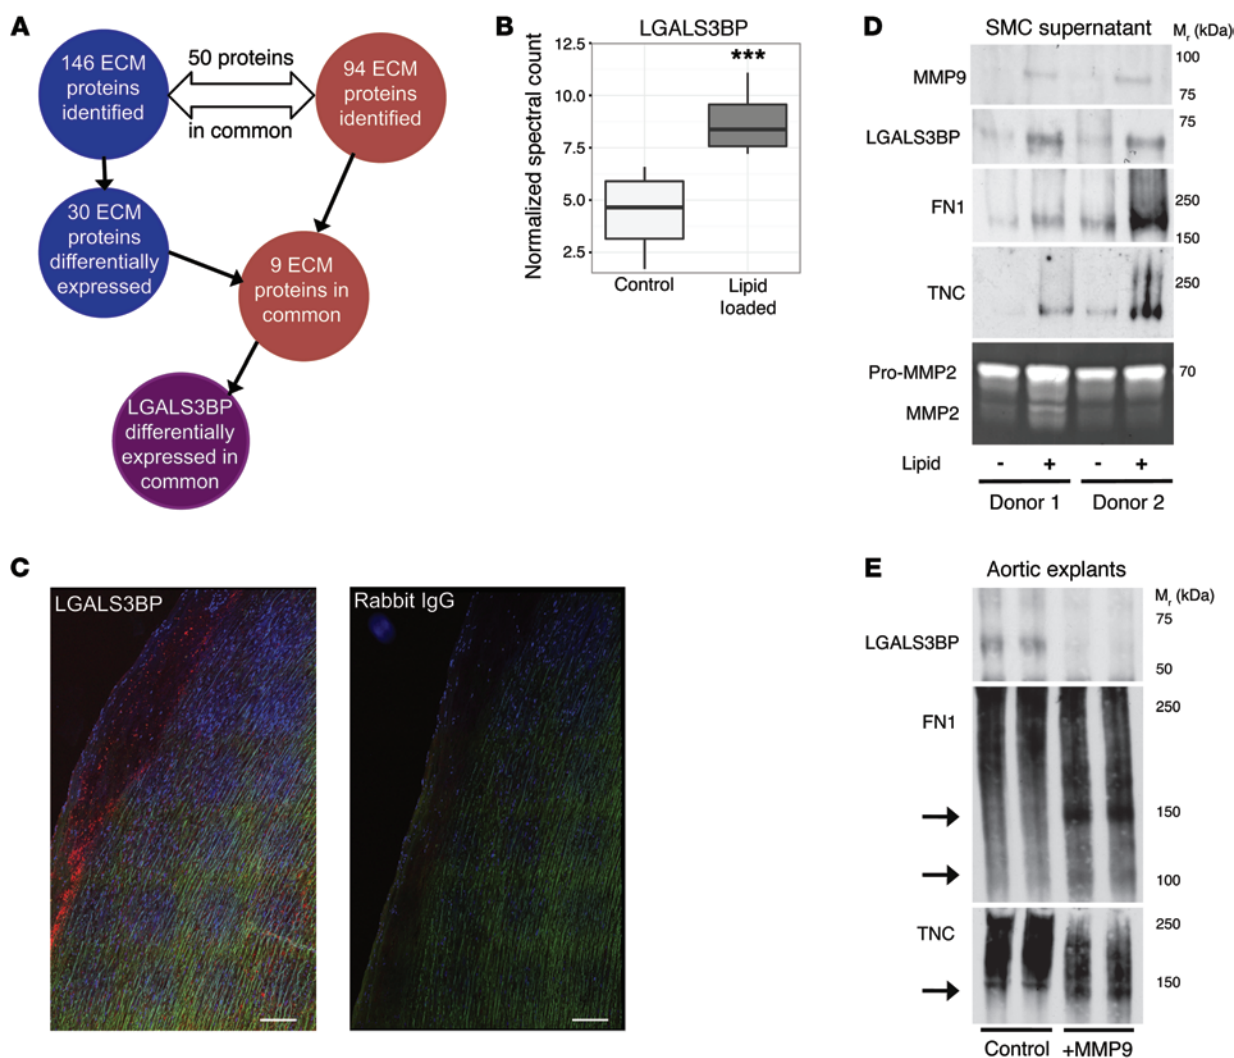 A
146 ECM
proteins
identified
50 proteins
in common
94 ECM
proteins
identified
30 ECM
proteins
differentially
expressed
9 ECM
proteins in
common
LGALS3BP
differentially
expressed in
common
B
LGALS3BP
Normalized spectral count
12.5
10.0
7.5
5.0
2.5
***
Control
Lipid
loaded
C
LGALS3BP
Rabbit IgG
D
SMC supernatant
Mr (kDa)
MMP9
100
75
LGALS3BP
75
FN1
250
150
TNC
250
Pro-MMP2
70
MMP2
Lipid - + - +
Donor 1 Donor 2
E
Aortic explants
Mr (kDa)
LGALS3BP
75
50
FN1
250
150
100
TNC
250
150
Control +MMP9